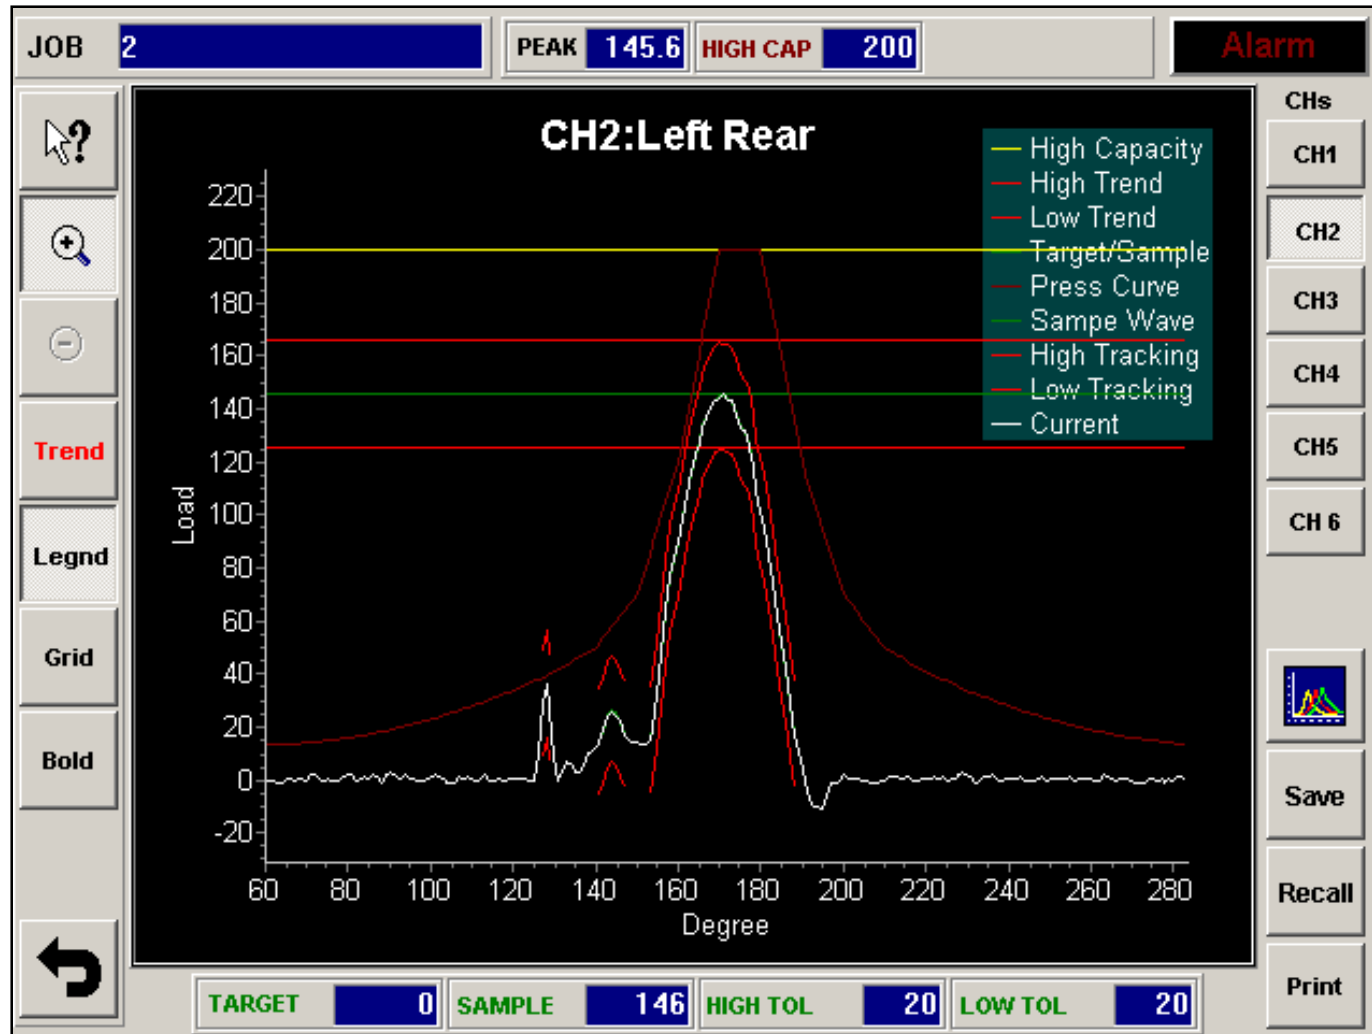 JOB 2 PEAK 145.6 HIGH CAP 200 Alarm
CHs
CH1
CH2
CH3
CH4
CH5
CH 6
Save
Recall
Print
Trend
Legnd
Grid
Bold
CH2:Left Rear
High Capacity
High Trend
Low Trend
Target/Sample
Press Curve
Sampe Wave
High Tracking
Low Tracking
Current
Load
220
200
180
160
140
120
100
80
60
40
20
0
-20
60 80 100 120 140 160 180 200 220 240 260 280
Degree
TARGET 0 SAMPLE 146 HIGH TOL 20 LOW TOL 20